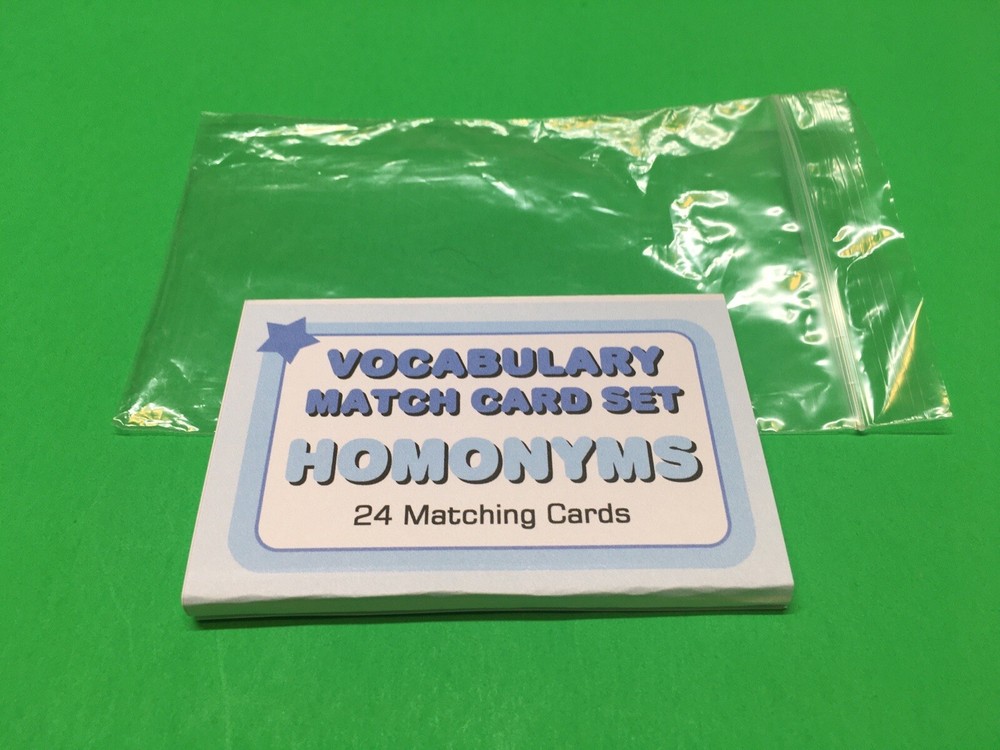 VOCABULARY
MATCH CARD SET
HOMONYMS
24 Matching Cards